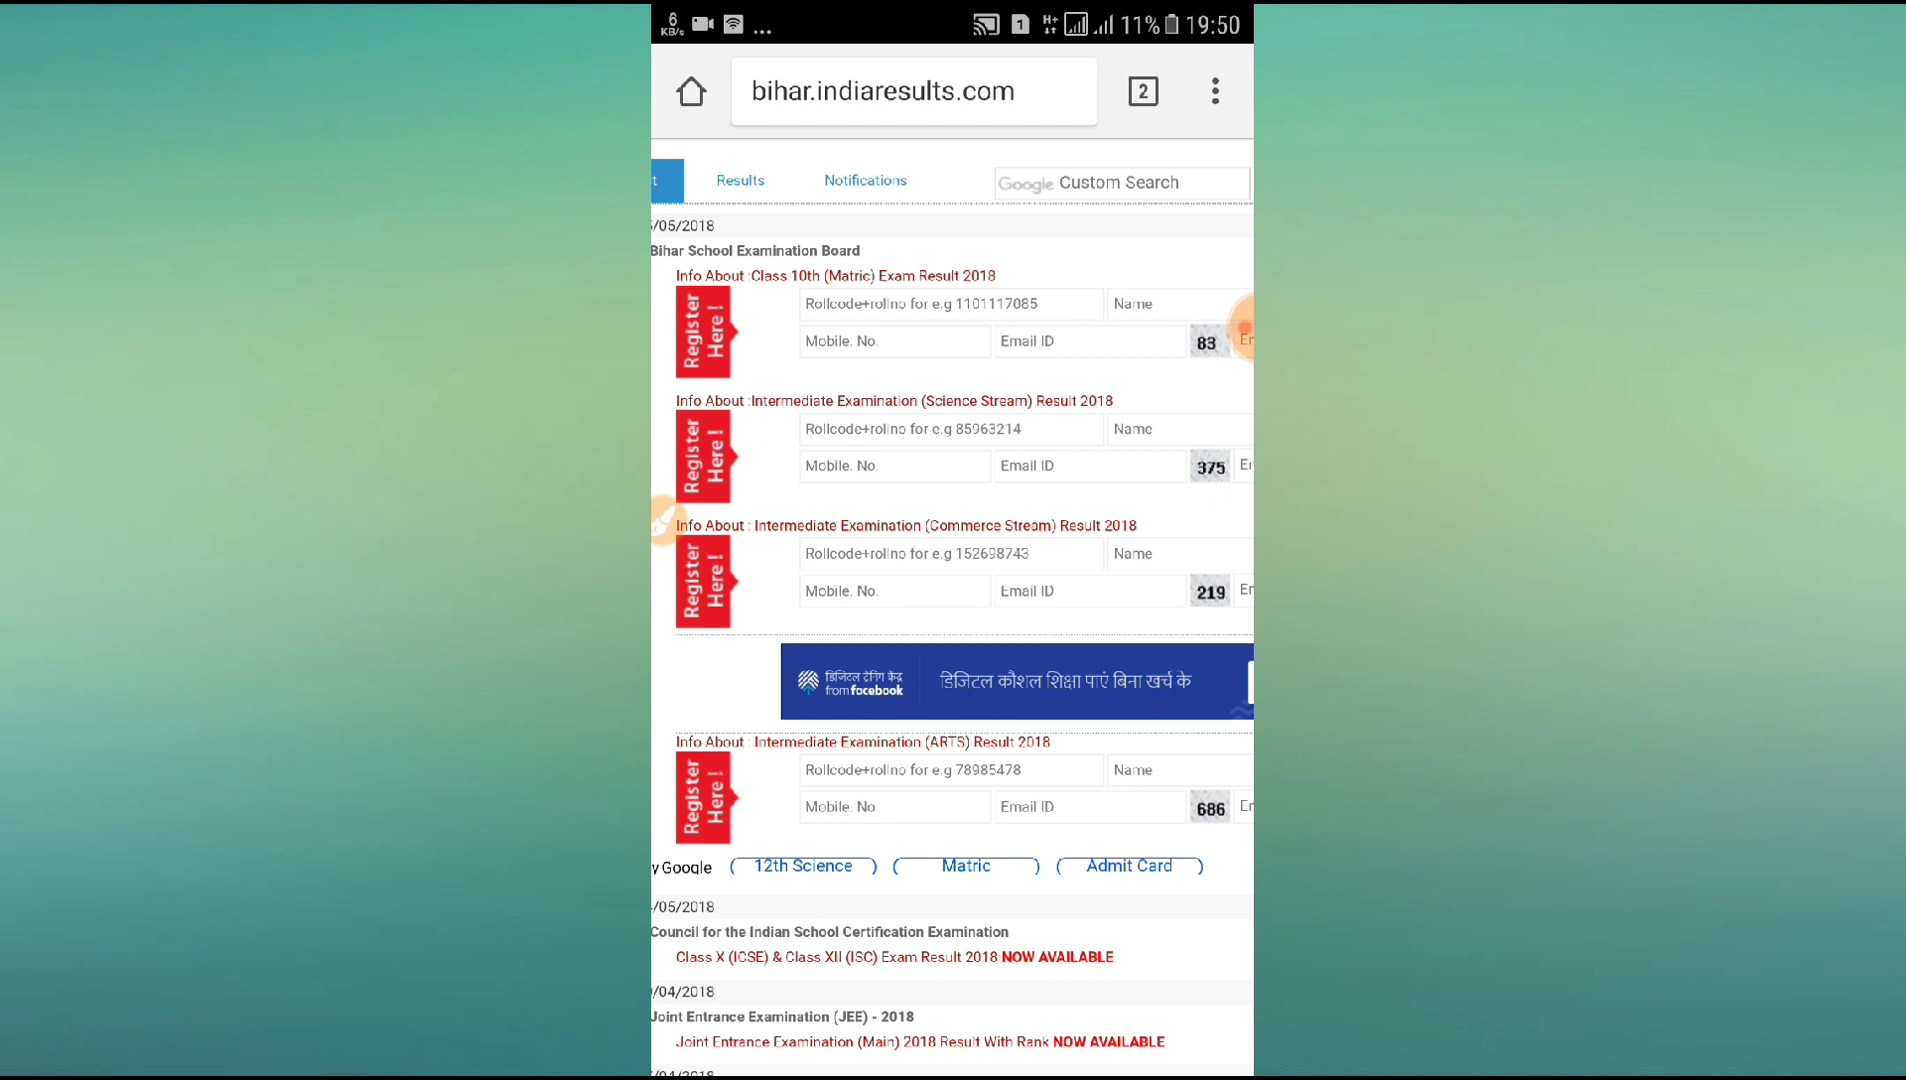 6
KB/s
...
1
H+
11%
19:50
bihar.indiaresults.com
2
t
Results
Notifications
Google Custom Search
/05/2018
Bihar School Examination Board
Info About :Class 10th (Matric) Exam Result 2018
Register Here !
Rollcode+rollno for e.g 1101117085
Name
Mobile. No.
Email ID
83
Info About :Intermediate Examination (Science Stream) Result 2018
Register Here !
Rollcode+rollno for e.g 85963214
Name
Mobile. No.
Email ID
375
Info About : Intermediate Examination (Commerce Stream) Result 2018
Register Here !
Rollcode+rollno for e.g 152698743
Name
Mobile. No.
Email ID
219
डिजिटल ट्रेनिंग केंद्र
from facebook
डिजिटल कौशल शिक्षा पाएं बिना खर्च के
Info About : Intermediate Examination (ARTS) Result 2018
Register Here !
Rollcode+rollno for e.g 78985478
Name
Mobile. No
Email ID
686
y Google
12th Science
Matric
Admit Card
/05/2018
Council for the Indian School Certification Examination
Class X (ICSE) & Class XII (ISC) Exam Result 2018 NOW AVAILABLE
/04/2018
Joint Entrance Examination (JEE) - 2018
Joint Entrance Examination (Main) 2018 Result With Rank NOW AVAILABLE